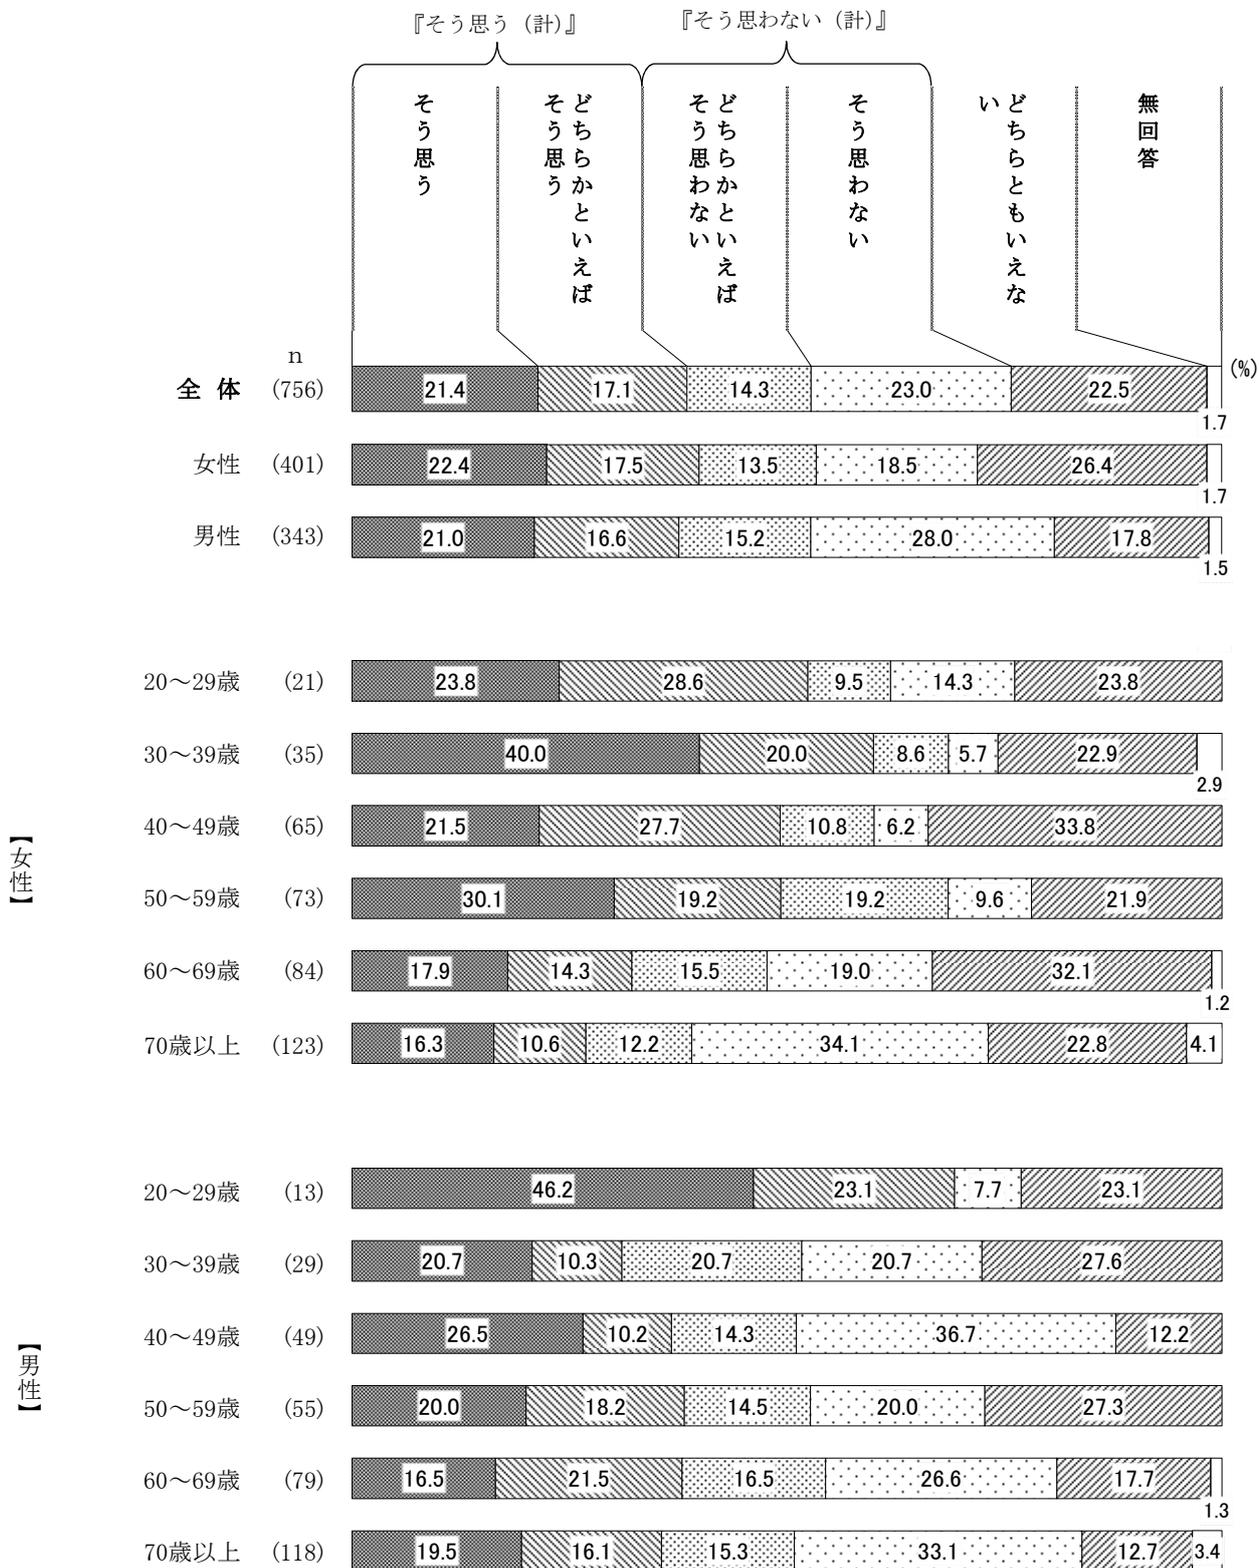 『そう思う（計）』 『そう思わない（計）』
そう思う
どちらかといえば
そう思う
どちらかといえば
そう思わない
そう思わない
どちらともいえな
い
無回答
n
(%)
全 体 (756) 21.4 17.1 14.3 23.0 22.5 1.7
女性 (401) 22.4 17.5 13.5 18.5 26.4 1.7
男性 (343) 21.0 16.6 15.2 28.0 17.8 1.5
【女性】
20～29歳 (21) 23.8 28.6 9.5 14.3 23.8
30～39歳 (35) 40.0 20.0 8.6 5.7 22.9 2.9
40～49歳 (65) 21.5 27.7 10.8 6.2 33.8
50～59歳 (73) 30.1 19.2 19.2 9.6 21.9
60～69歳 (84) 17.9 14.3 15.5 19.0 32.1 1.2
70歳以上 (123) 16.3 10.6 12.2 34.1 22.8 4.1
【男性】
20～29歳 (13) 46.2 23.1 7.7 23.1
30～39歳 (29) 20.7 10.3 20.7 20.7 27.6
40～49歳 (49) 26.5 10.2 14.3 36.7 12.2
50～59歳 (55) 20.0 18.2 14.5 20.0 27.3
60～69歳 (79) 16.5 21.5 16.5 26.6 17.7 1.3
70歳以上 (118) 19.5 16.1 15.3 33.1 12.7 3.4